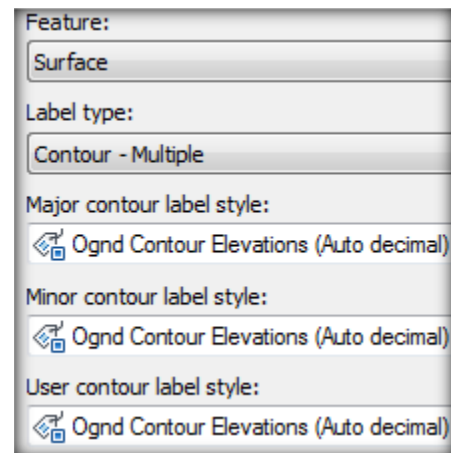 Feature:
Surface
Label type:
Contour - Multiple
Major contour label style:
Ognd Contour Elevations (Auto decimal)
Minor contour label style:
Ognd Contour Elevations (Auto decimal)
User contour label style:
Ognd Contour Elevations (Auto decimal)